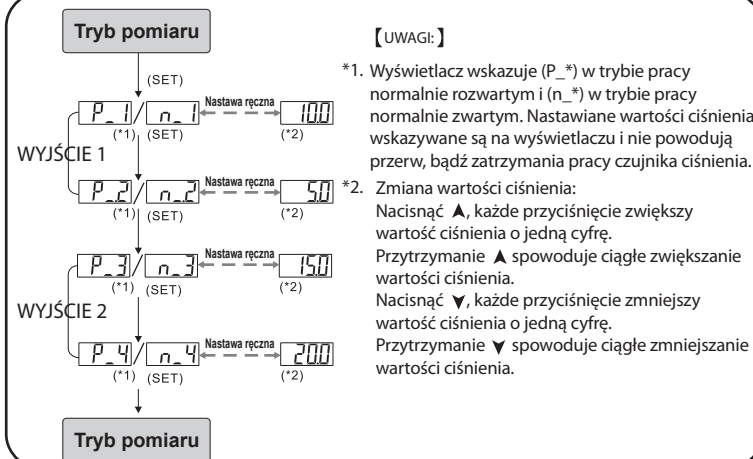 Tryb pomiaru
(SET)
P_1 / n_1 Nastawa ręczna 10.0
(*1) (SET) (*2)
WYJŚCIE 1
P_2 / n_2 Nastawa ręczna 5.0
(*1) (SET) (*2)
P_3 / n_3 Nastawa ręczna 15.0
(*1) (SET) (*2)
WYJŚCIE 2
P_4 / n_4 Nastawa ręczna 20.0
(*1) (SET) (*2)
Tryb pomiaru
【UWAGI:】
*1. Wyświetlacz wskazuje (P_*) w trybie pracy
normalnie rozwartym i (n_*) w trybie pracy
normalnie zwartym. Nastawiane wartości ciśnienia
wskazywane są na wyświetlaczu i nie powodują
przerw, bądź zatrzymania pracy czujnika ciśnienia.
*2. Zmiana wartości ciśnienia:
Nacisnąć ⮝, każde przyciśnięcie zwiększy
wartość ciśnienia o jedną cyfrę.
Przytrzymanie ⮝ spowoduje ciągłe zwiększanie
wartości ciśnienia.
Nacisnąć ⮟, każde przyciśnięcie zmniejszy
wartość ciśnienia o jedną cyfrę.
Przytrzymanie ⮟ spowoduje ciągłe zmniejszanie
wartości ciśnienia.